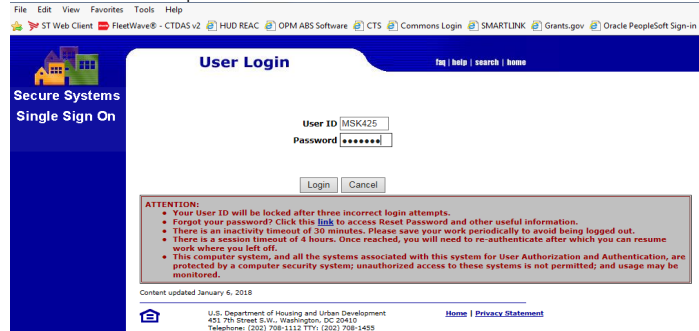 File Edit View Favorites Tools Help
ST Web Client FleetWave® - CTDAS v2 HUD REAC OPM ABS Software CTS Commons Login SMARTLINK Grants.gov Oracle PeopleSoft Sign-in
User Login
faq | help | search | home
Secure Systems
Single Sign On
User ID MSK425
Password •••••••
Login Cancel
ATTENTION:
• Your User ID will be locked after three incorrect login attempts.
• Forgot your password? Click this link to access Reset Password and other useful information.
• There is an inactivity timeout of 30 minutes. Please save your work periodically to avoid being logged out.
• There is a session timeout of 4 hours. Once reached, you will need to re-authenticate after which you can resume
work where you left off.
• This computer system, and all the systems associated with this system for User Authorization and Authentication, are
protected by a computer security system; unauthorized access to these systems is not permitted; and usage may be
monitored.
Content updated January 6, 2018
U.S. Department of Housing and Urban Development
451 7th Street S.W., Washington, DC 20410
Telephone: (202) 708-1112 TTY: (202) 708-1455
Home | Privacy Statement